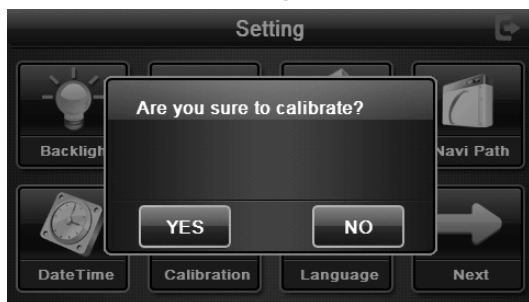 Setting
Are you sure to calibrate?
Backligh
Navi Path
YES
NO
DateTime
Calibration
Language
Next